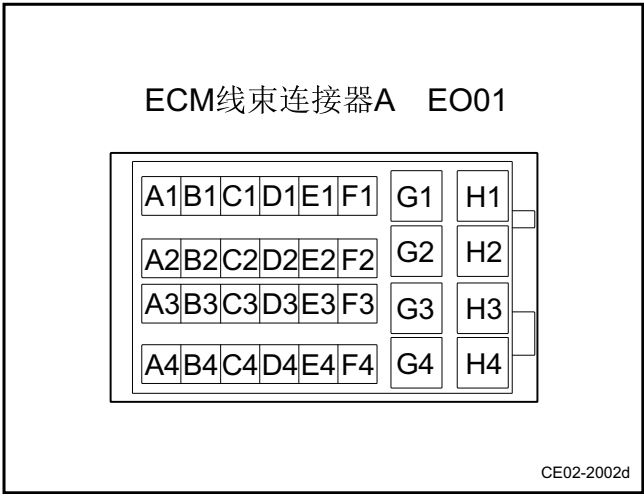 ECM线束连接器A EO01
A1 B1 C1 D1 E1 F1 G1 H1
A2 B2 C2 D2 E2 F2 G2 H2
A3 B3 C3 D3 E3 F3 G3 H3
A4 B4 C4 D4 E4 F4 G4 H4
CE02-2002d